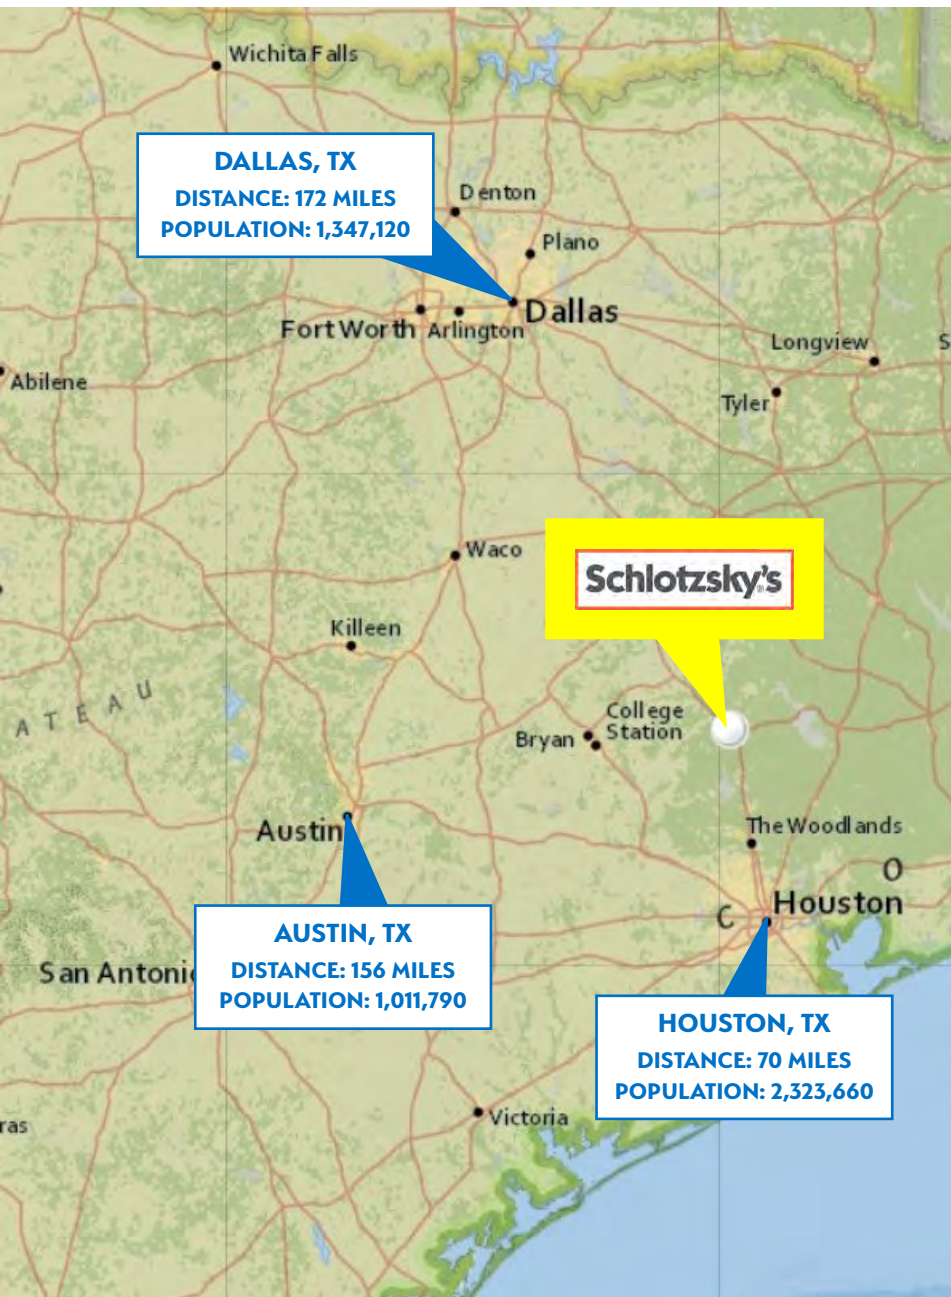 Wichita Falls
DALLAS, TX
DISTANCE: 172 MILES
POPULATION: 1,347,120
Denton
Plano
Dallas
Fort Worth
Arlington
Longview
S
Abilene
Tyler
Waco
Schlotzsky's
Killeen
ATEAU
College
Station
Bryan
Austin
The Woodlands
O
Houston
C
AUSTIN, TX
DISTANCE: 156 MILES
POPULATION: 1,011,790
San Antoni
HOUSTON, TX
DISTANCE: 70 MILES
POPULATION: 2,323,660
Victoria
ras